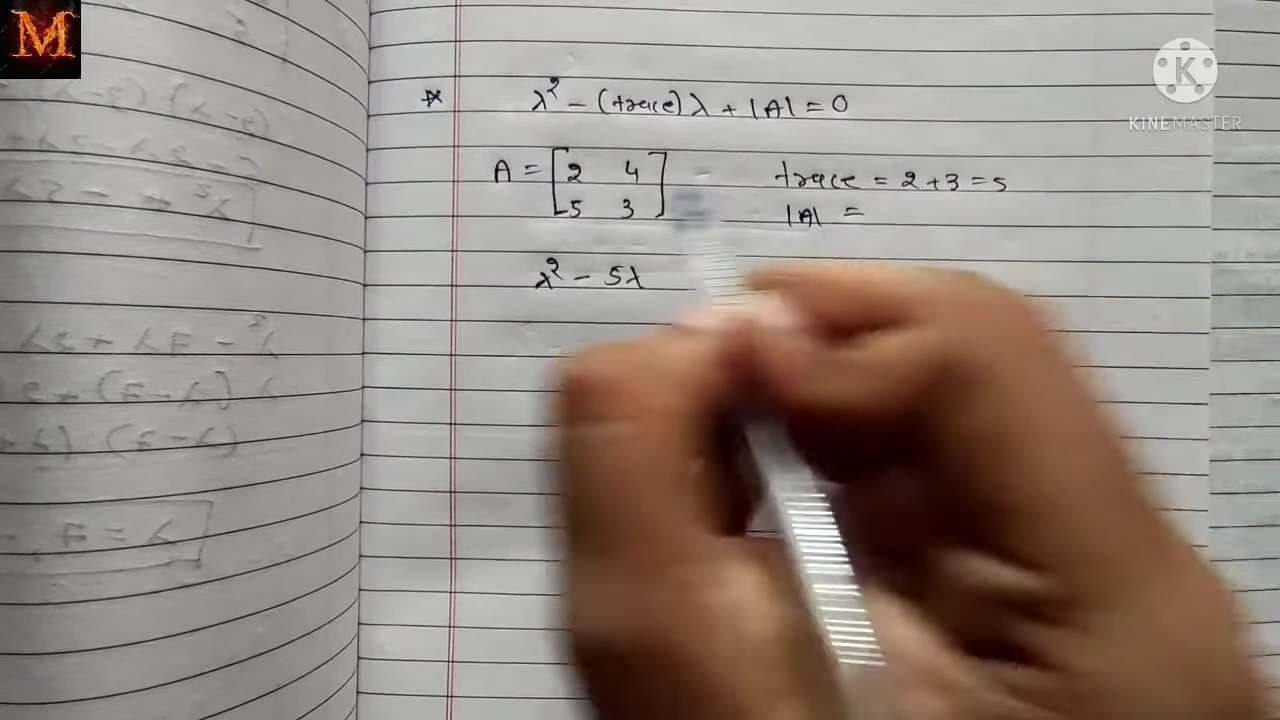 M
KINEMASTER
* λ² - (trace) λ + |A| = 0
A = [2 4
5 3]
trace = 2 + 3 = 5
|A| =
λ² - 5λ